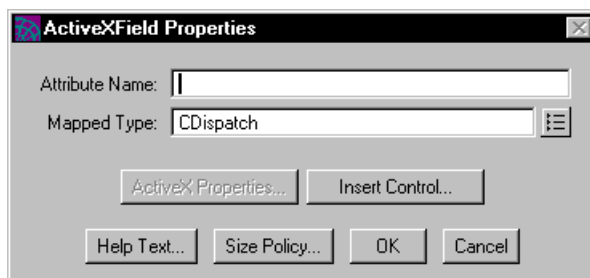 ActiveXField Properties
Attribute Name:
Mapped Type: CDispatch
ActiveX Properties... Insert Control...
Help Text... Size Policy... OK Cancel